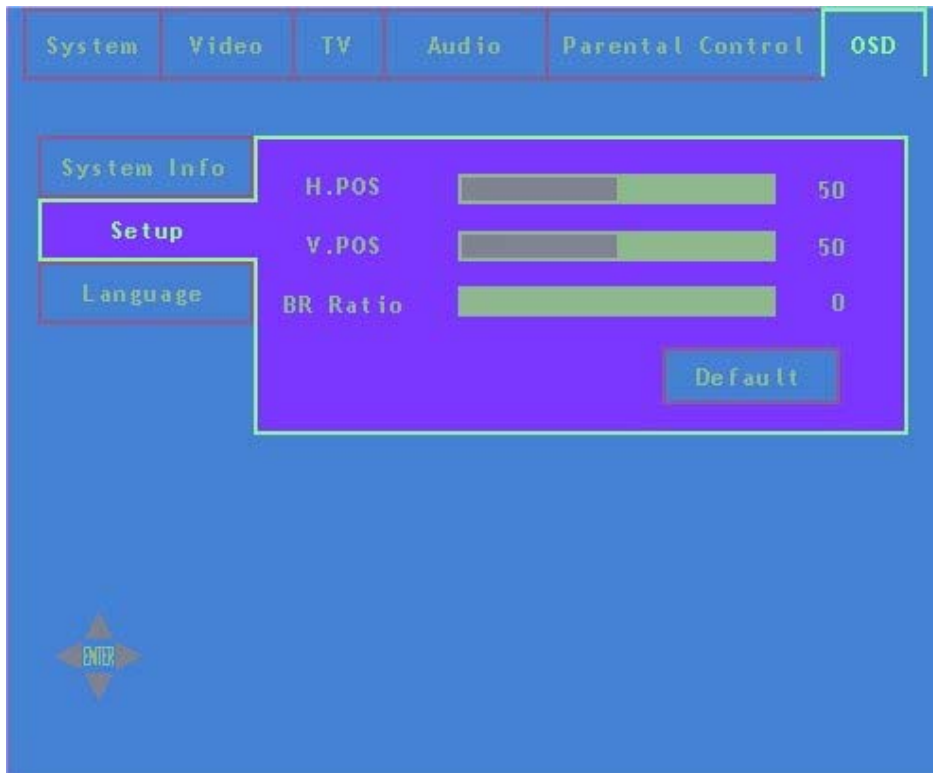 System Video TV Audio Parental Control OSD
System Info
Setup
Language
H.POS 50
V.POS 50
BR Ratio 0
Default
ENTER